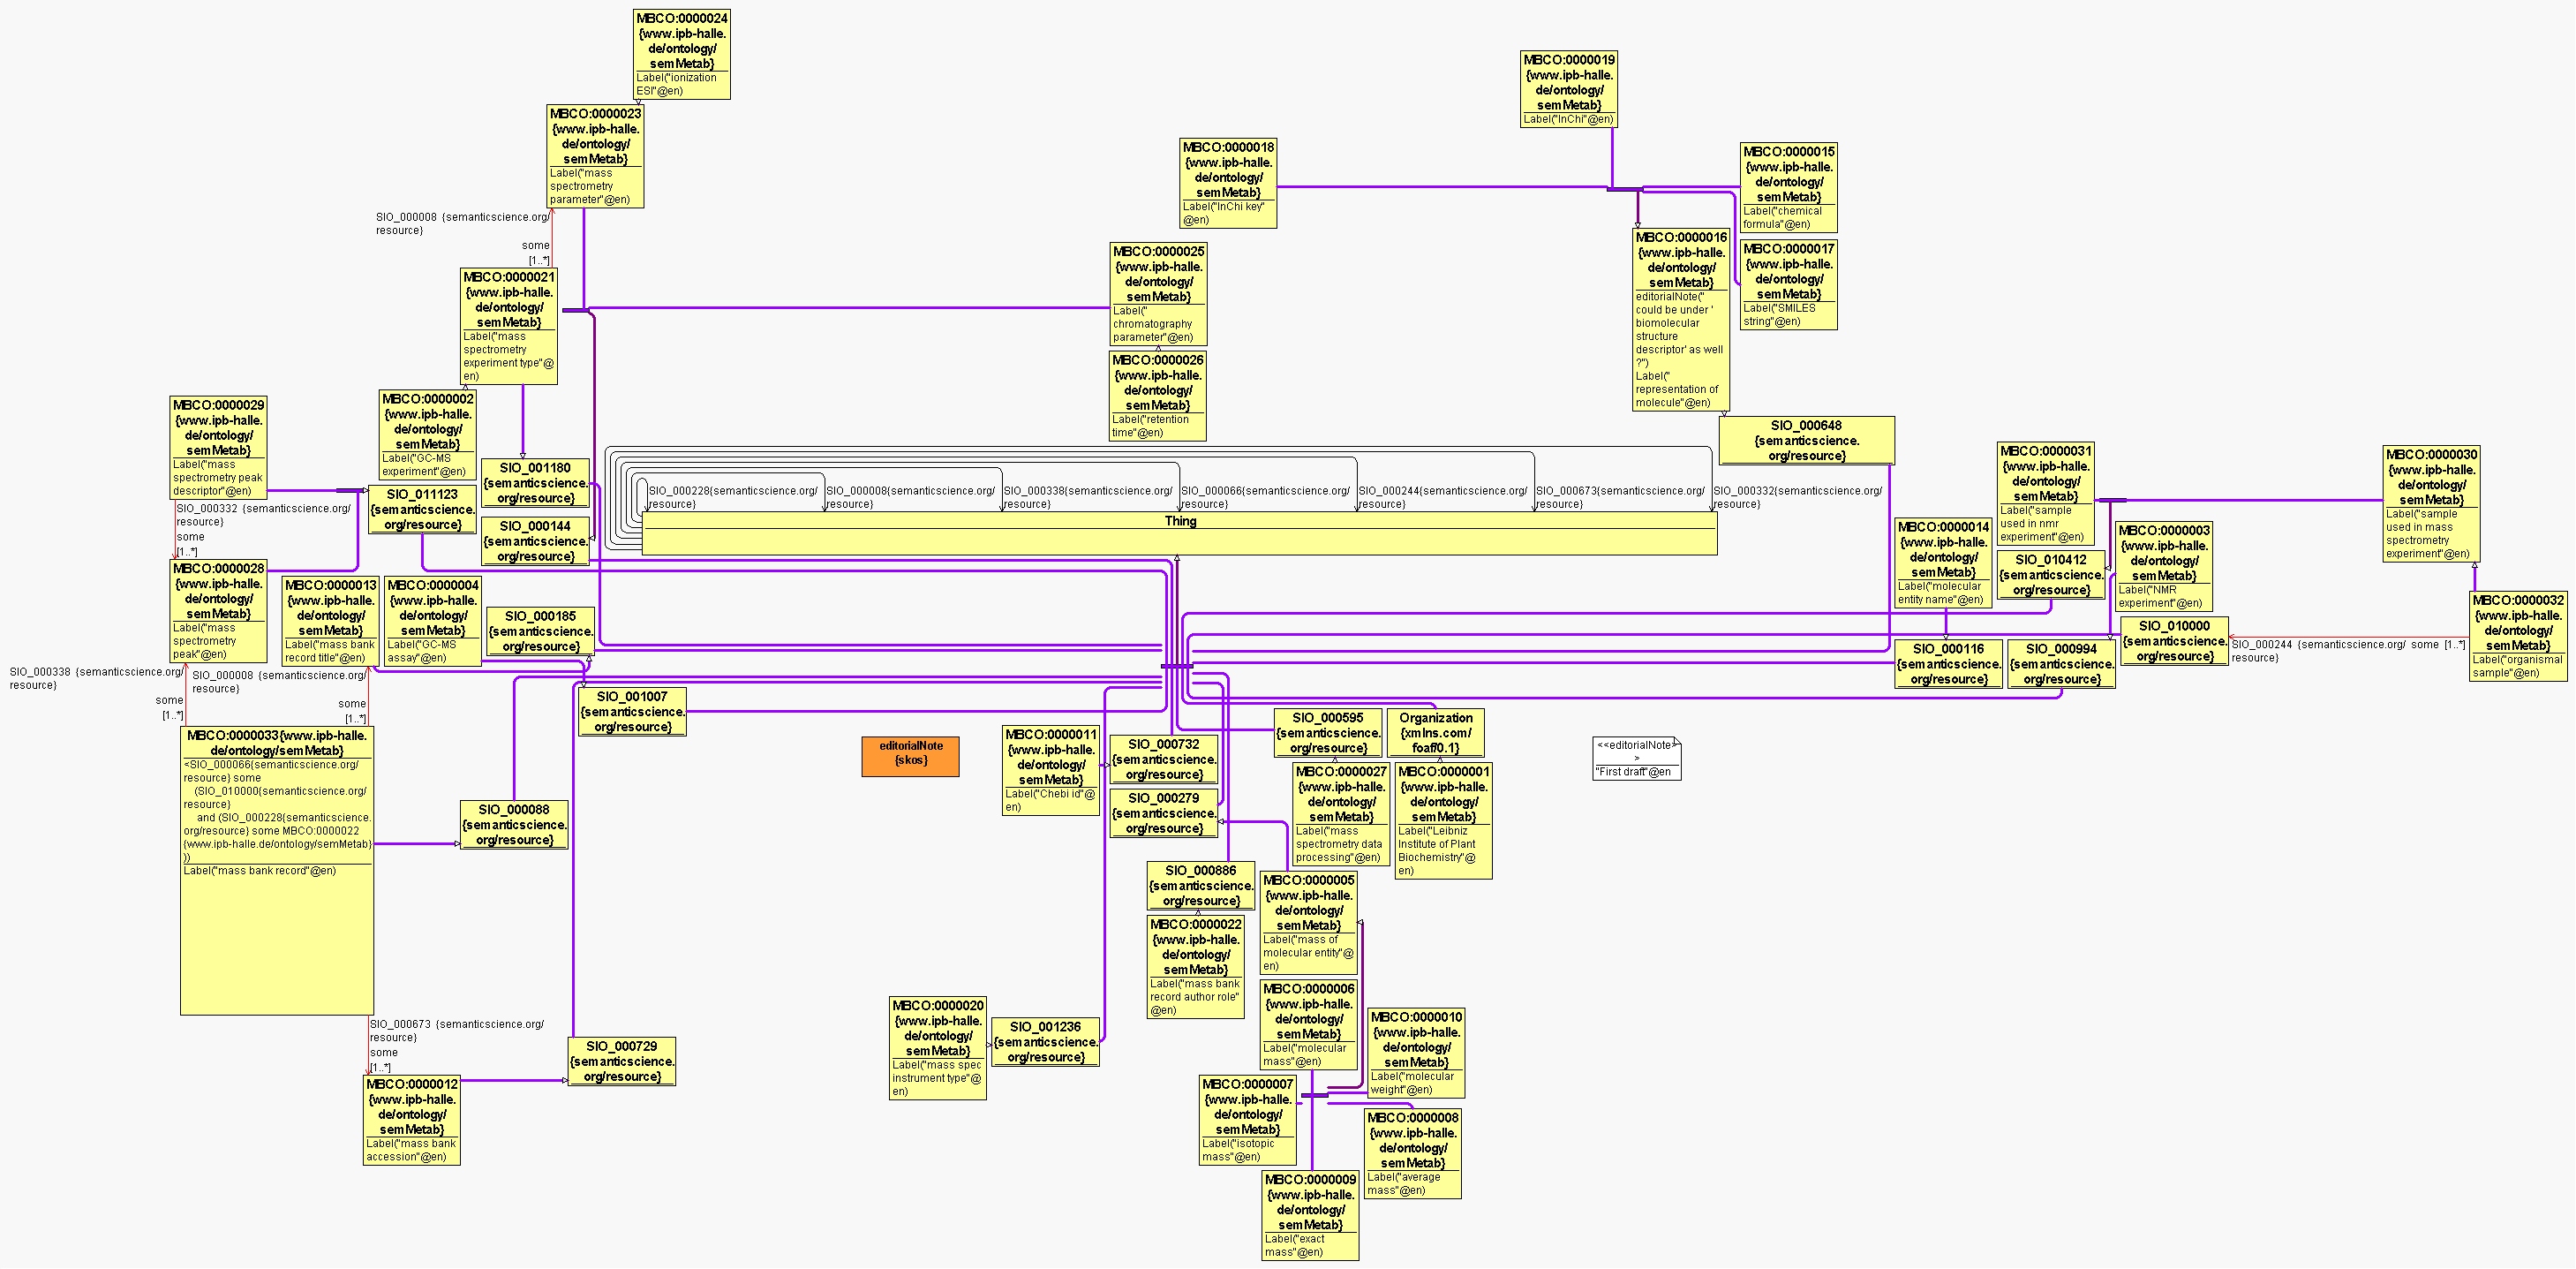 MBCO:0000024
{www.ipb-halle.
de/ontology/
semMetab}
Label("ionization
ESI"@en)
MBCO:0000023
{www.ipb-halle.
de/ontology/
semMetab}
Label("mass
spectrometry
parameter"@en)
SIO_000008 {semanticscience.org/
resource}
some
[1..*]
MBCO:0000021
{www.ipb-halle.
de/ontology/
semMetab}
Label("mass
spectrometry
experiment type"@
en)
MBCO:0000002
{www.ipb-halle.
de/ontology/
semMetab}
Label("GC-MS
experiment"@en)
MBCO:0000029
{www.ipb-halle.
de/ontology/
semMetab}
Label("mass
spectrometry peak
descriptor"@en)
SIO_000332 {semanticscience.org/
resource}
some
[1..*]
SIO_011123
{semanticscience.
org/resource}
SIO_001180
{semanticscience.
org/resource}
SIO_000144
{semanticscience.
org/resource}
MBCO:0000028
{www.ipb-halle.
de/ontology/
semMetab}
Label("mass
spectrometry
peak"@en)
MBCO:0000013
{www.ipb-halle.
de/ontology/
semMetab}
Label("mass bank
record title"@en)
MBCO:0000004
{www.ipb-halle.
de/ontology/
semMetab}
Label("GC-MS
assay"@en)
SIO_000185
{semanticscience.
org/resource}
SIO_000338 {semanticscience.org/
resource}
some
[1..*]
SIO_000008 {semanticscience.org/
resource}
some
[1..*]
SIO_001007
{semanticscience.
org/resource}
MBCO:0000033{www.ipb-halle.
de/ontology/semMetab}
<SIO_000066{semanticscience.org/
resource} some
(SIO_010000{semanticscience.org/
resource}
and (SIO_000228{semanticscience.
org/resource} some MBCO:0000022
{www.ipb-halle.de/ontology/semMetab}
))
Label("mass bank record"@en)
SIO_000088
{semanticscience.
org/resource}
SIO_000673 {semanticscience.org/
resource}
some
[1..*]
MBCO:0000012
{www.ipb-halle.
de/ontology/
semMetab}
Label("mass bank
accession"@en)
SIO_000729
{semanticscience.
org/resource}
MBCO:0000019
{www.ipb-halle.
de/ontology/
semMetab}
Label("InChi"@en)
MBCO:0000018
{www.ipb-halle.
de/ontology/
semMetab}
Label("InChi key"
@en)
MBCO:0000015
{www.ipb-halle.
de/ontology/
semMetab}
Label("chemical
formula"@en)
MBCO:0000017
{www.ipb-halle.
de/ontology/
semMetab}
Label("SMILES
string"@en)
MBCO:0000016
{www.ipb-halle.
de/ontology/
semMetab}
editorialNote("
could be under '
biomolecular
structure
descriptor' as well
?")
Label("
representation of
molecule"@en)
MBCO:0000025
{www.ipb-halle.
de/ontology/
semMetab}
Label("
chromatography
parameter"@en)
MBCO:0000026
{www.ipb-halle.
de/ontology/
semMetab}
Label("retention
time"@en)
SIO_000648
{semanticscience.
org/resource}
SIO_000228{semanticscience.org/
resource}
SIO_000008{semanticscience.org/
resource}
SIO_000338{semanticscience.org/
resource}
SIO_000066{semanticscience.org/
resource}
SIO_000244{semanticscience.org/
resource}
SIO_000673{semanticscience.org/
resource}
SIO_000332{semanticscience.org/
resource}
Thing
MBCO:0000031
{www.ipb-halle.
de/ontology/
semMetab}
Label("sample
used in nmr
experiment"@en)
MBCO:0000030
{www.ipb-halle.
de/ontology/
semMetab}
Label("sample
used in mass
spectrometry
experiment"@en)
MBCO:0000014
{www.ipb-halle.
de/ontology/
semMetab}
Label("molecular
entity name"@en)
SIO_010412
{semanticscience.
org/resource}
MBCO:0000003
{www.ipb-halle.
de/ontology/
semMetab}
Label("NMR
experiment"@en)
SIO_000116
{semanticscience.
org/resource}
SIO_000994
{semanticscience.
org/resource}
SIO_010000
{semanticscience.
org/resource}
SIO_000244 {semanticscience.org/ some [1..*]
resource}
MBCO:0000032
{www.ipb-halle.
de/ontology/
semMetab}
Label("organismal
sample"@en)
editorialNote
{skos}
MBCO:0000011
{www.ipb-halle.
de/ontology/
semMetab}
Label("Chebi id"@
en)
SIO_000732
{semanticscience.
org/resource}
SIO_000279
{semanticscience.
org/resource}
SIO_000595
{semanticscience.
org/resource}
Organization
{xmlns.com/
foaf/0.1}
MBCO:0000027
{www.ipb-halle.
de/ontology/
semMetab}
Label("mass
spectrometry data
processing"@en)
MBCO:0000001
{www.ipb-halle.
de/ontology/
semMetab}
Label("Leibniz
Institute of Plant
Biochemistry"@
en)
<<editorialNote>
>
"First draft"@en
SIO_000886
{semanticscience.
org/resource}
MBCO:0000022
{www.ipb-halle.
de/ontology/
semMetab}
Label("mass bank
record author role"
@en)
MBCO:0000005
{www.ipb-halle.
de/ontology/
semMetab}
Label("mass of
molecular entity"@
en)
MBCO:0000006
{www.ipb-halle.
de/ontology/
semMetab}
Label("molecular
mass"@en)
MBCO:0000020
{www.ipb-halle.
de/ontology/
semMetab}
Label("mass spec
instrument type"@
en)
SIO_001236
{semanticscience.
org/resource}
MBCO:0000010
{www.ipb-halle.
de/ontology/
semMetab}
Label("molecular
weight"@en)
MBCO:0000007
{www.ipb-halle.
de/ontology/
semMetab}
Label("isotopic
mass"@en)
MBCO:0000008
{www.ipb-halle.
de/ontology/
semMetab}
Label("average
mass"@en)
MBCO:0000009
{www.ipb-halle.
de/ontology/
semMetab}
Label("exact
mass"@en)